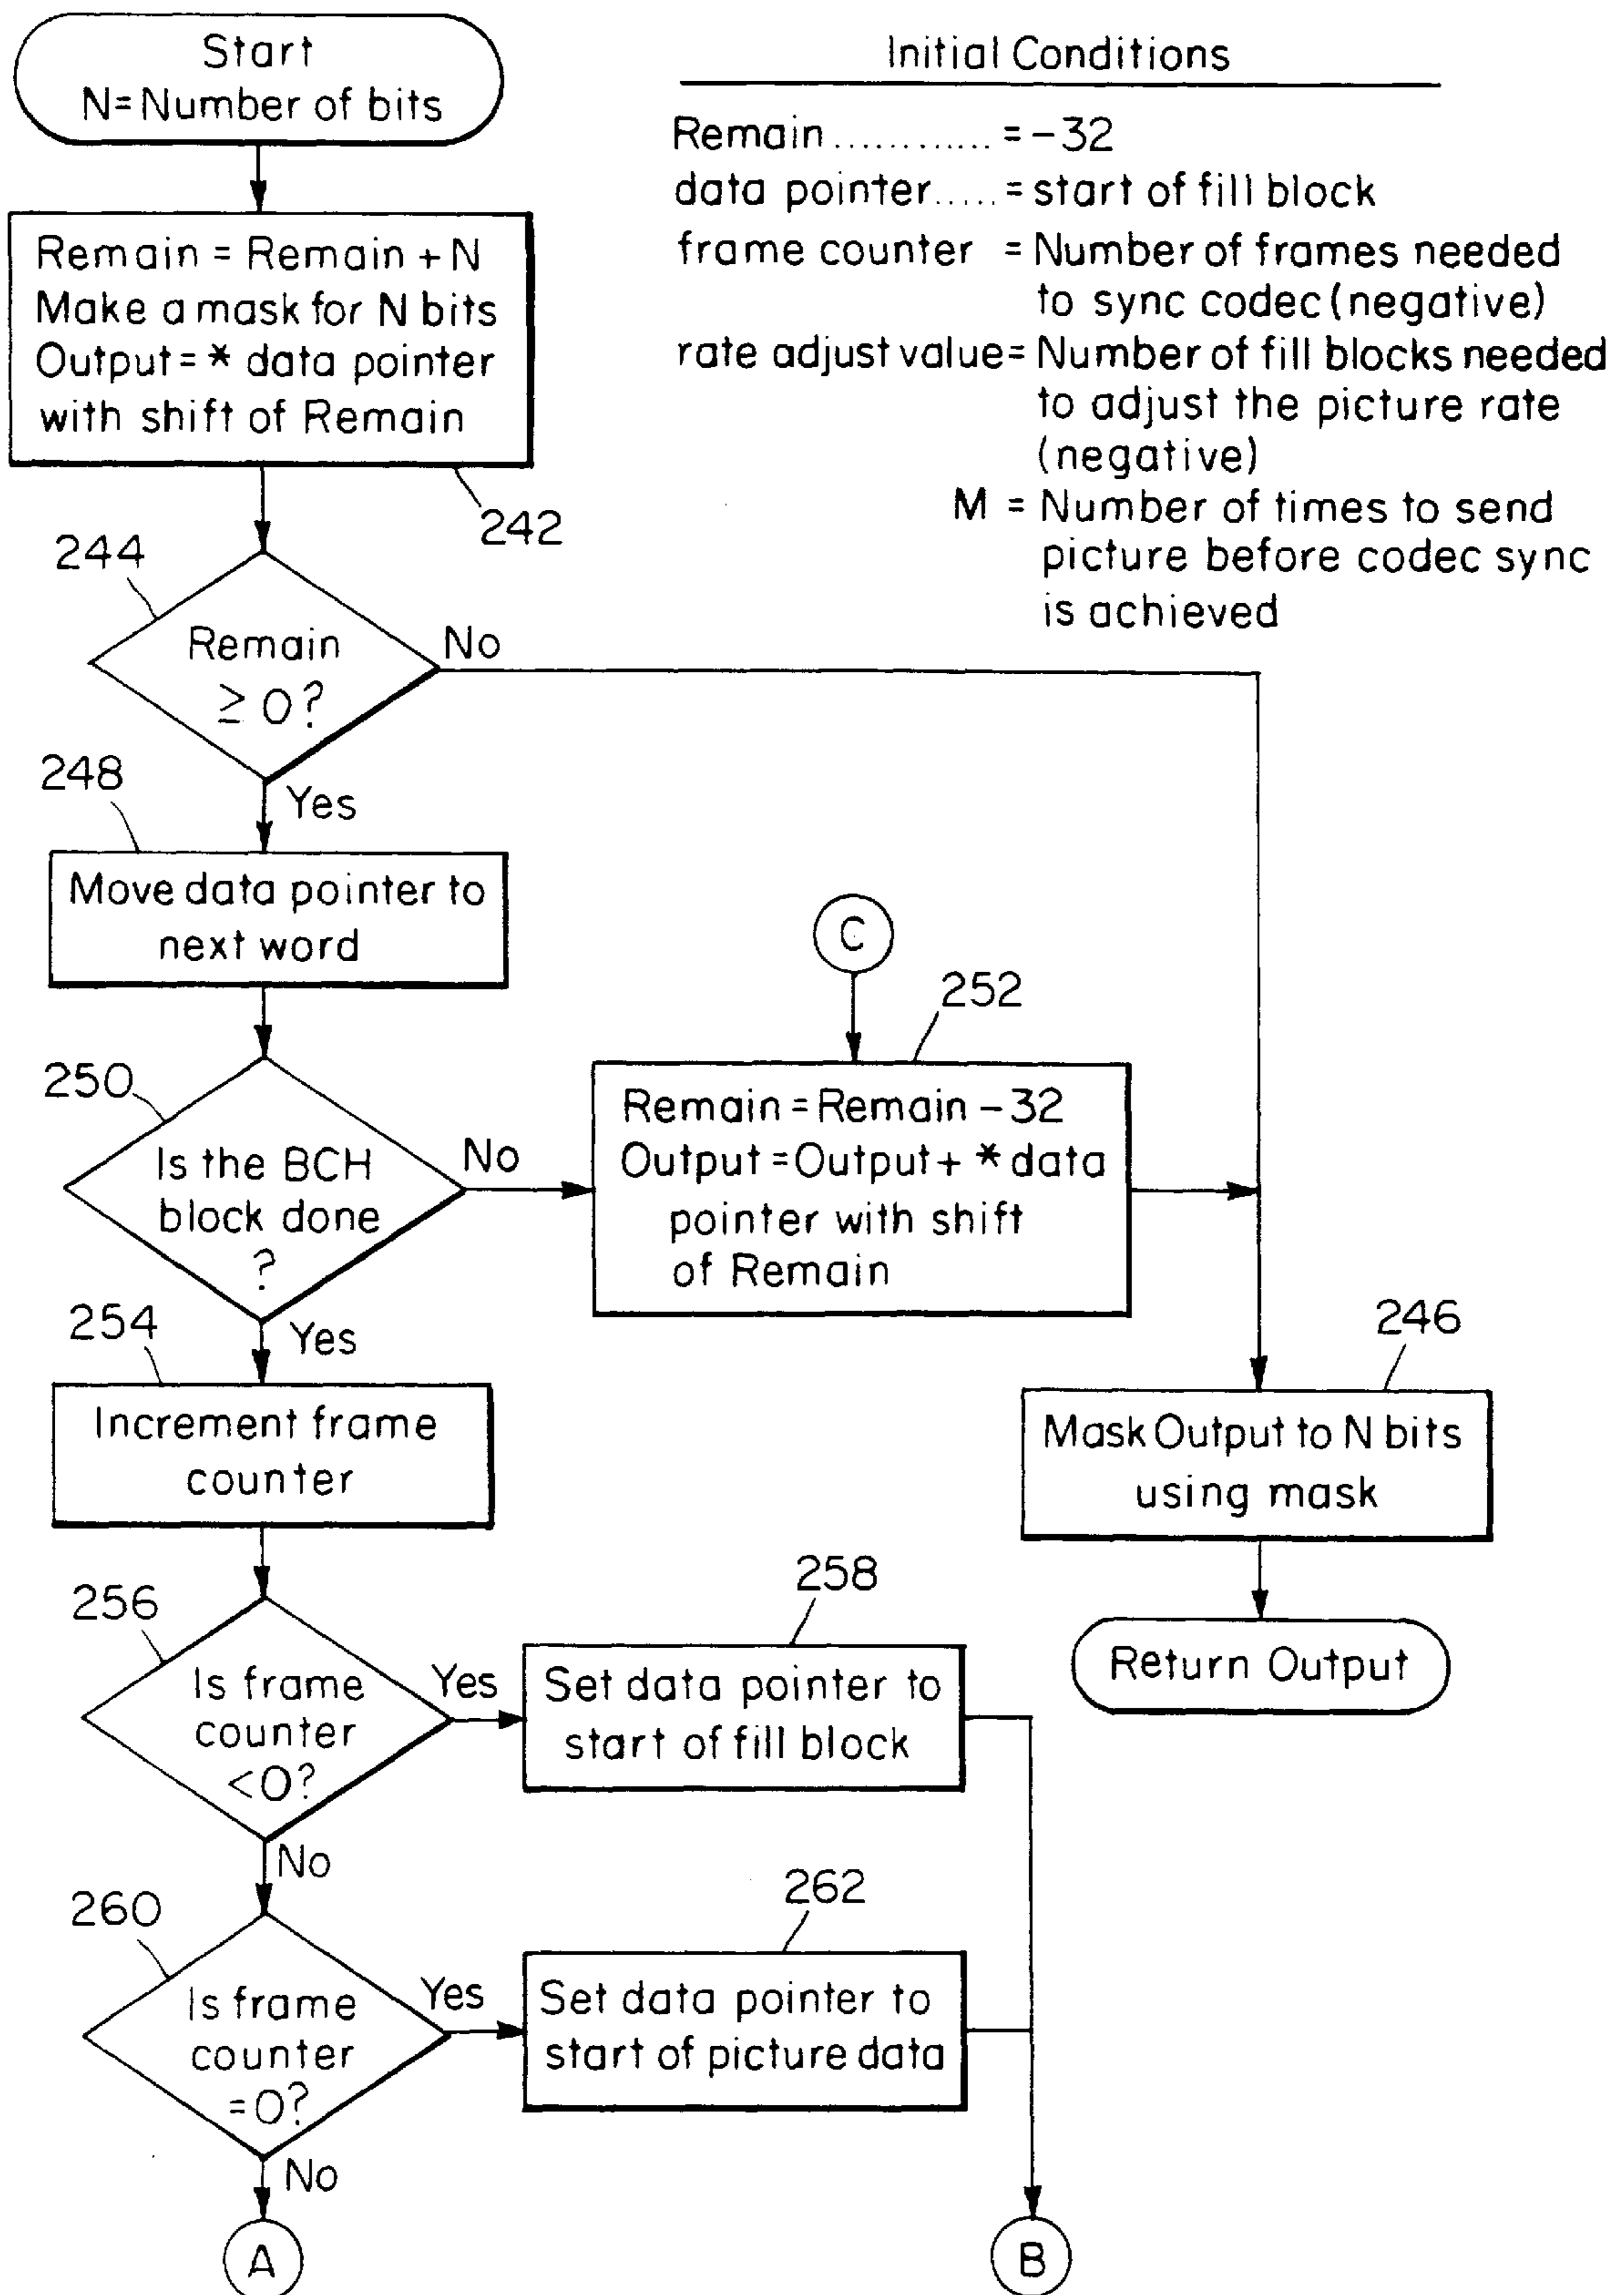 Start
N=Number of bits
Initial Conditions
Remain ............ = -32
data pointer..... = start of fill block
frame counter = Number of frames needed
to sync codec (negative)
rate adjust value= Number of fill blocks needed
to adjust the picture rate
(negative)
M = Number of times to send
picture before codec sync
is achieved
Remain = Remain + N
Make a mask for N bits
Output = * data pointer
with shift of Remain
242
244
Remain
≥ 0?
No
Yes
248
Move data pointer to
next word
C
252
250
Is the BCH
block done
?
No
Yes
Remain = Remain - 32
Output = Output + * data
pointer with shift
of Remain
254
Increment frame
counter
246
Mask Output to N bits
using mask
Return Output
256
Is frame
counter
<0?
Yes
No
258
Set data pointer to
start of fill block
260
Is frame
counter
=0?
Yes
No
262
Set data pointer to
start of picture data
A
B